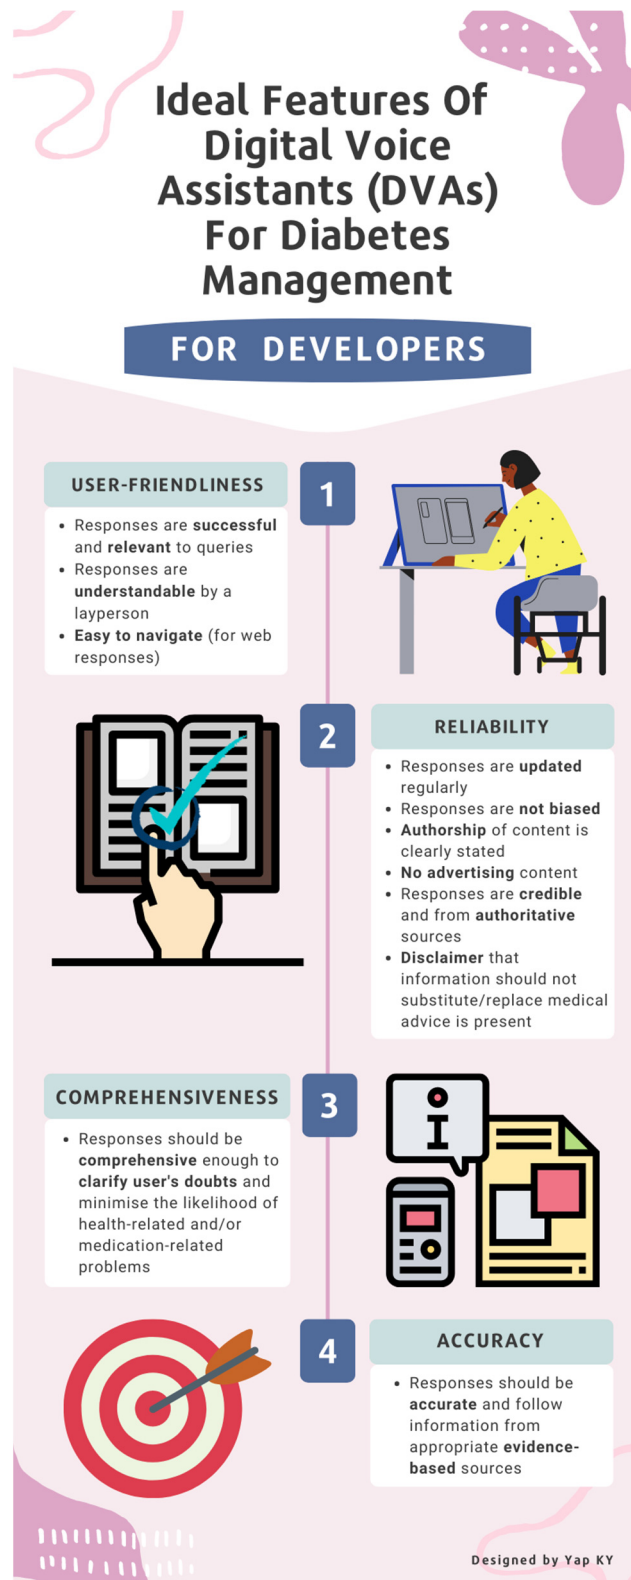 Ideal Features Of
Digital Voice
Assistants (DVAs)
For Diabetes
Management
FOR DEVELOPERS
USER-FRIENDLINESS
1
• Responses are successful
and relevant to queries
• Responses are
understandable by a
layperson
• Easy to navigate (for web
responses)
2
RELIABILITY
• Responses are updated
regularly
• Responses are not biased
• Authorship of content is
clearly stated
• No advertising content
• Responses are credible
and from authoritative
sources
• Disclaimer that
information should not
substitute/replace medical
advice is present
COMPREHENSIVENESS
3
• Responses should be
comprehensive enough to
clarify user's doubts and
minimise the likelihood of
health-related and/or
medication-related
problems
4
ACCURACY
• Responses should be
accurate and follow
information from
appropriate evidence-
based sources
Designed by Yap KY